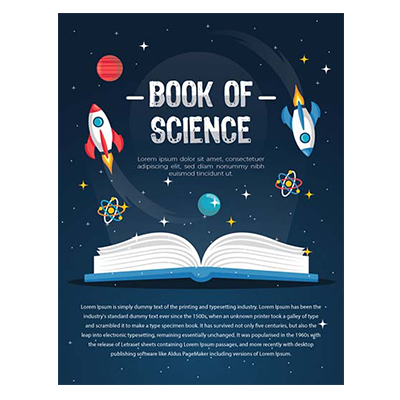 BOOK OF
SCIENCE
Lorem ipsum dolor sit amet, consectetuer
adipiscing elit, sed diam nonummy nibh
euismod tincidunt ut.
Lorem Ipsum is simply dummy text of the printing and typesetting industry. Lorem Ipsum
has been the industry's standard dummy text ever since the 1500s, when an unknown
printer took a galley of type and scrambled it to make a type specimen book. It has
survived not only five centuries, but also the leap into electronic typesetting, remaining
essentially unchanged. It was popularised in the 1960s with
the release of Letraset sheets containing Lorem Ipsum passages, and more recently with desktop
publishing software like Aldus PageMaker including versions of Lorem Ipsum.